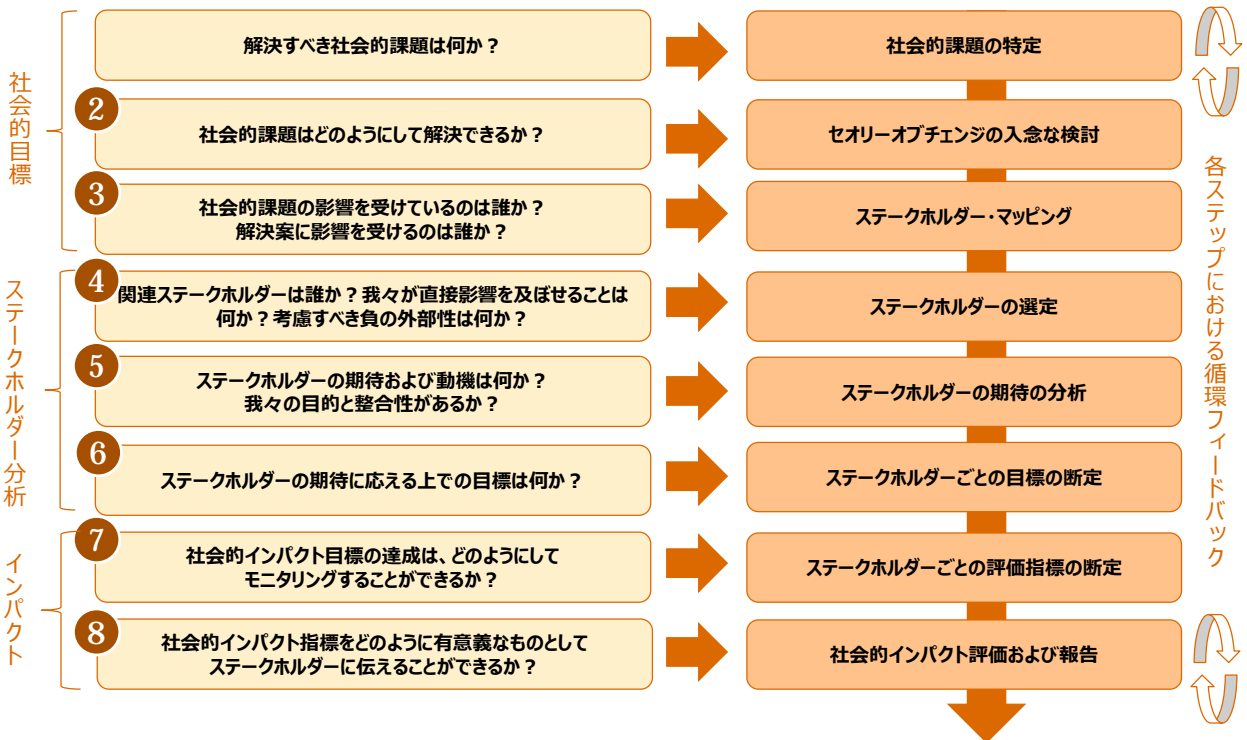 社会的目標
解決すべき社会的課題は何か？
社会的課題の特定
2
社会的課題はどのようにして解決できるか？
セオリーオブチェンジの入念な検討
3
社会的課題の影響を受けているのは誰か？
解決案に影響を受けるのは誰か？
ステークホルダー・マッピング
ステークホルダー分析
4
関連ステークホルダーは誰か？我々が直接影響を及ぼせることは
何か？考慮すべき負の外部性は何か？
ステークホルダーの選定
5
ステークホルダーの期待および動機は何か？
我々の目的と整合性があるか？
ステークホルダーの期待の分析
6
ステークホルダーの期待に応える上での目標は何か？
ステークホルダーごとの目標の断定
インパクト
7
社会的インパクト目標の達成は、どのようにして
モニタリングすることができるか？
ステークホルダーごとの評価指標の断定
8
社会的インパクト指標をどのように有意義なものとして
ステークホルダーに伝えることができるか？
社会的インパクト評価および報告
各ステップにおける循環フィードバック